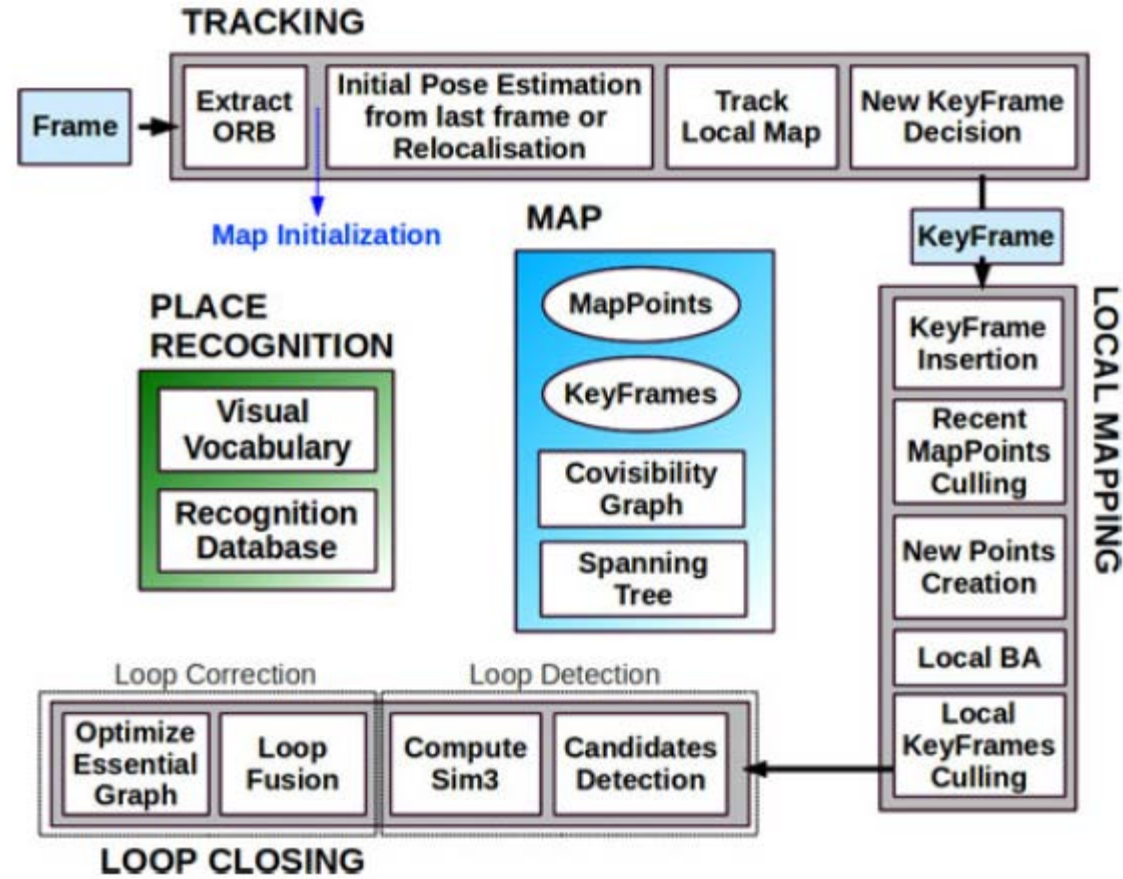 TRACKING
Frame
Extract
ORB
Initial Pose Estimation
from last frame or
Relocalisation
Track
Local Map
New KeyFrame
Decision
Map Initialization
MAP
KeyFrame
MapPoints
KeyFrames
Covisibility
Graph
Spanning
Tree
PLACE
RECOGNITION
Visual
Vocabulary
Recognition
Database
LOCAL MAPPING
KeyFrame
Insertion
Recent
MapPoints
Culling
New Points
Creation
Local BA
Local
KeyFrames
Culling
Loop Correction
Loop Detection
Optimize
Essential
Graph
Loop
Fusion
Compute
Sim3
Candidates
Detection
LOOP CLOSING